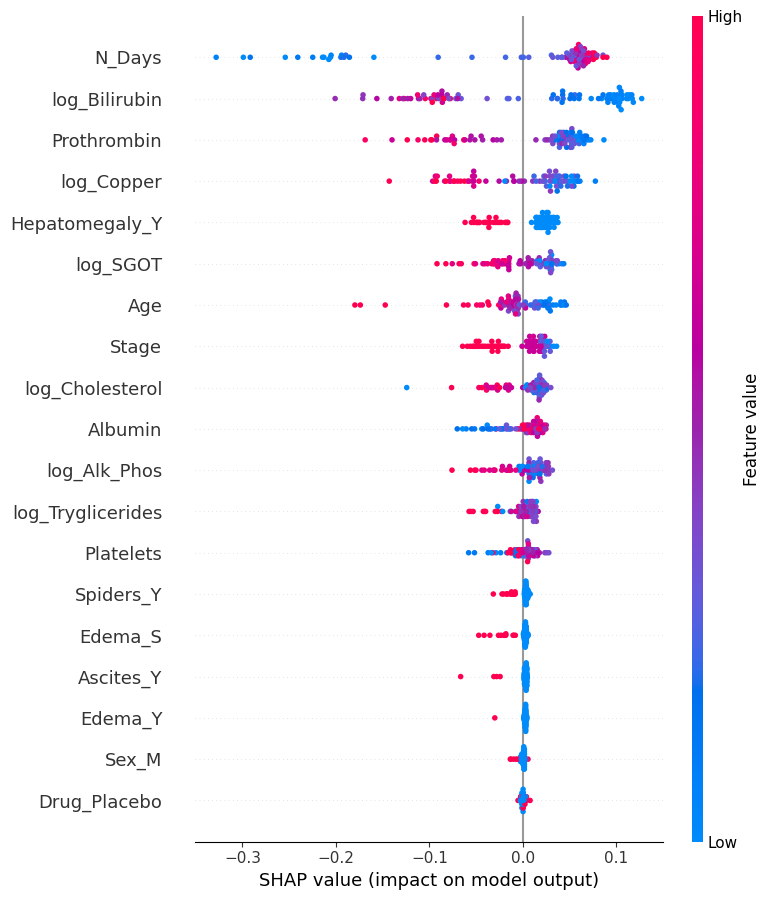 High
N_Days
log_Bilirubin
Prothrombin
log_Copper
Hepatomegaly_Y
log_SGOT
Age
Stage
log_Cholesterol
Albumin
log_Alk_Phos
log_Tryglicerides
Platelets
Spiders_Y
Edema_S
Ascites_Y
Edema_Y
Sex_M
Drug_Placebo
Feature value
Low
−0.3 −0.2 −0.1 0.0 0.1
SHAP value (impact on model output)